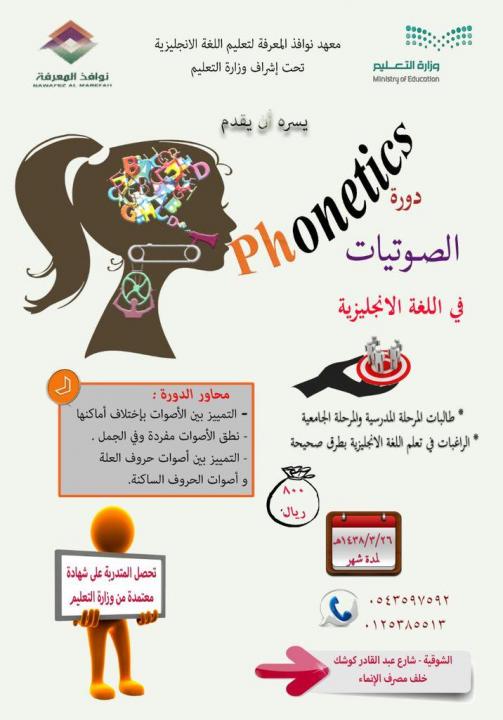 نوافذ المعرفة
NAWAFEZ AL MAREFAH
معهد نوافذ المعرفة لتعليم اللغة الانجليزية
تحت إشراف وزارة التعليم
وزارة التعليم
Ministry of Education
يسره أن يقدم
Phonetics
دورة
الصوتيات
في اللغة الانجليزية
محاور الدورة :
- التمييز بين الأصوات بإختلاف أماكنها
- نطق الأصوات مفردة وفي الجمل .
- التمييز بين أصوات حروف العلة
و أصوات الحروف الساكنة.
* طالبات المرحلة المدرسية والمرحلة الجامعية
* الراغبات في تعلم اللغة الانجليزية بطرق صحيحة
٨٠٠
ريال.
١٤٣٨/٣/٢٦هـ
لمدة شهر
تحصل المتدربة على شهادة
معتمدة من وزارة التعليم
٠٥٤٣٥٩٧٥٩٢
٠١٢٥٣٨٥٥١٣
الشوقية - شارع عبد القادر كوشك
خلف مصرف الإنماء